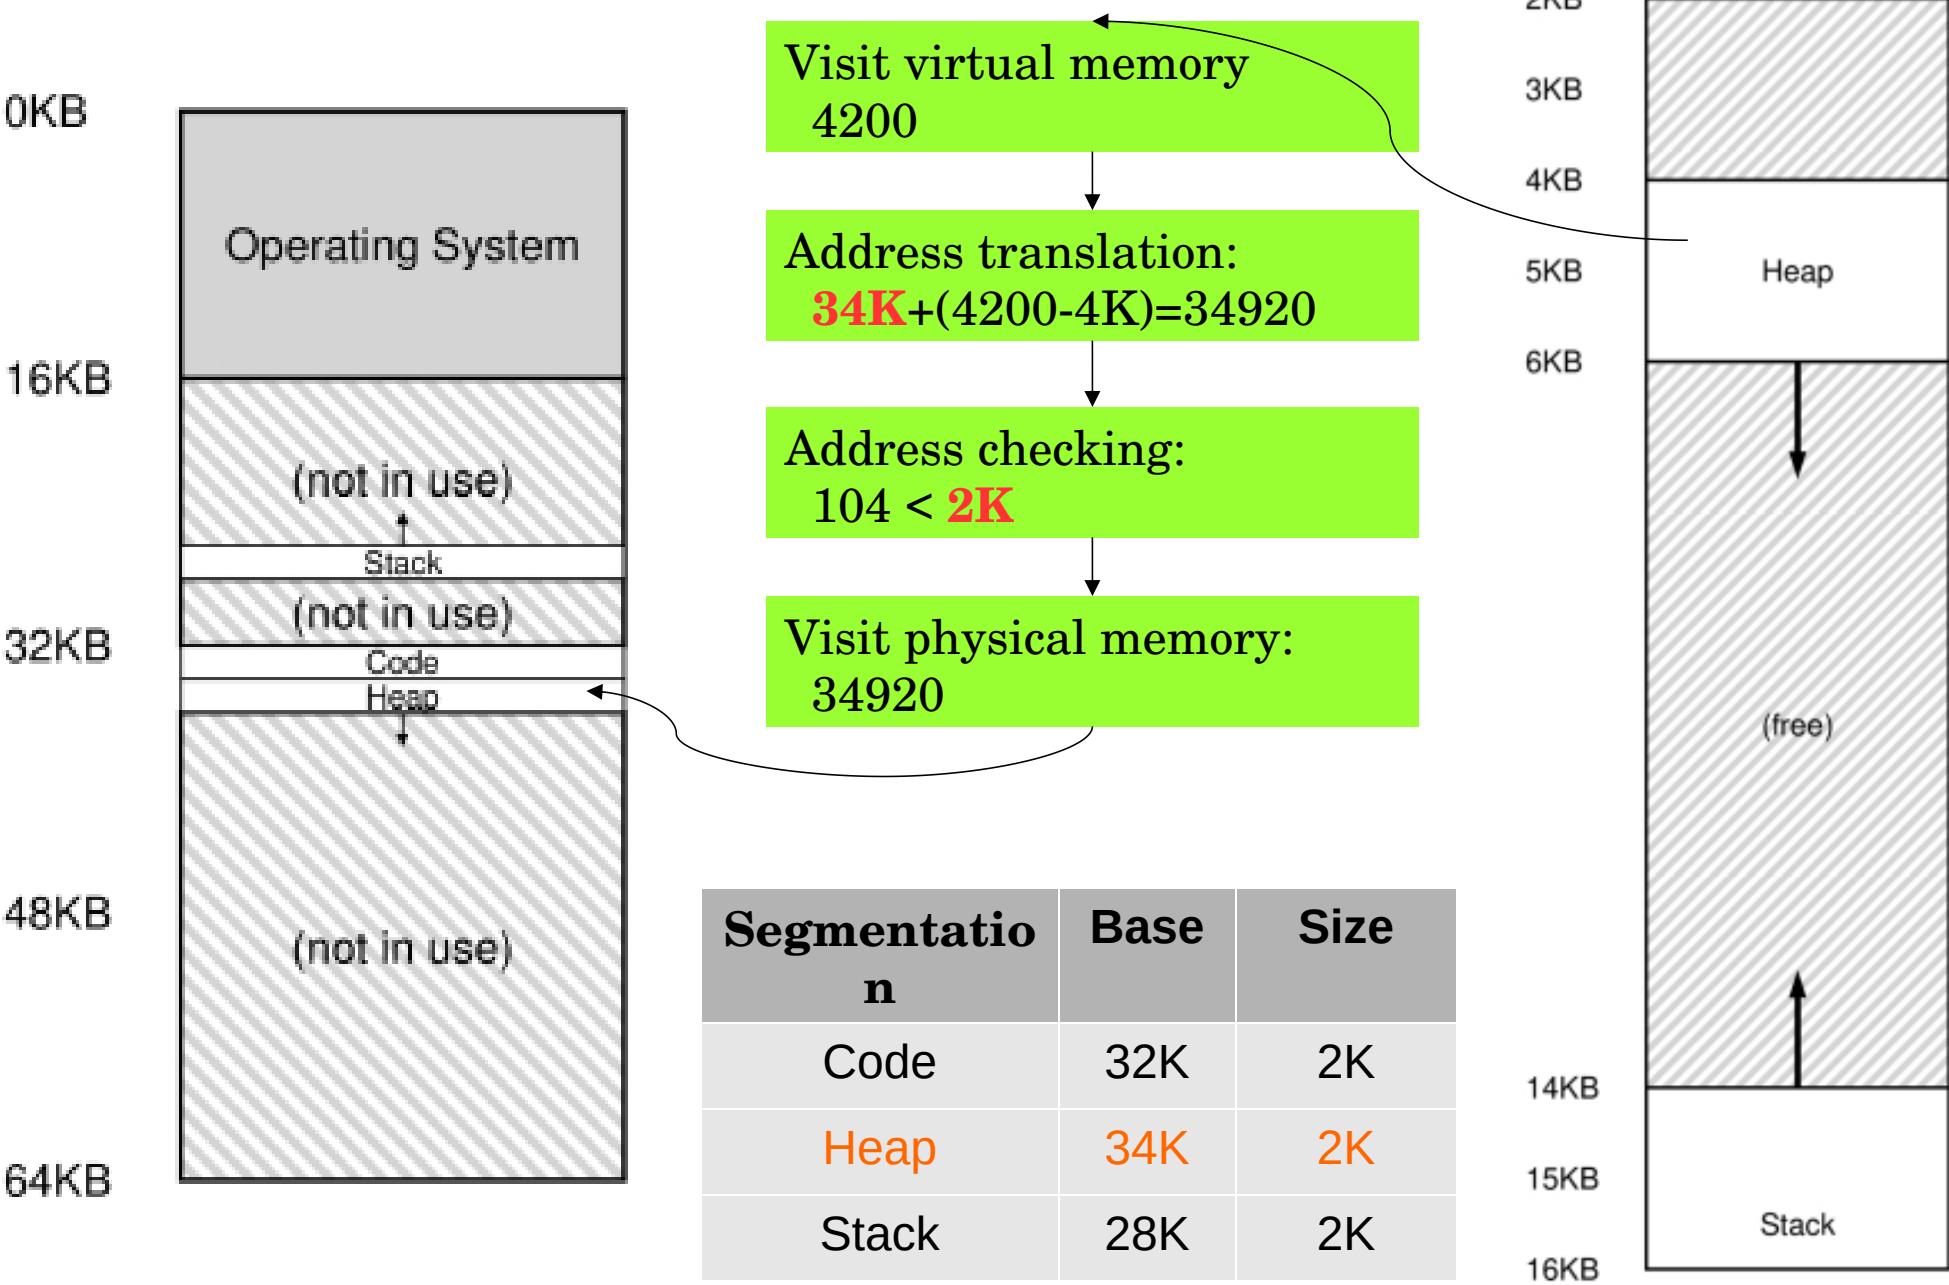 0KB
Operating System
16KB
(not in use)
Stack
(not in use)
32KB
Code
Heap
48KB
(not in use)
64KB
Visit virtual memory
4200
Address translation:
34K+(4200-4K)=34920
Address checking:
104 < 2K
Visit physical memory:
34920
Segmentatio
n
Base
Size
Code 32K 2K
Heap 34K 2K
Stack 28K 2K
2KB
3KB
4KB
5KB
Heap
6KB
(free)
14KB
15KB
Stack
16KB